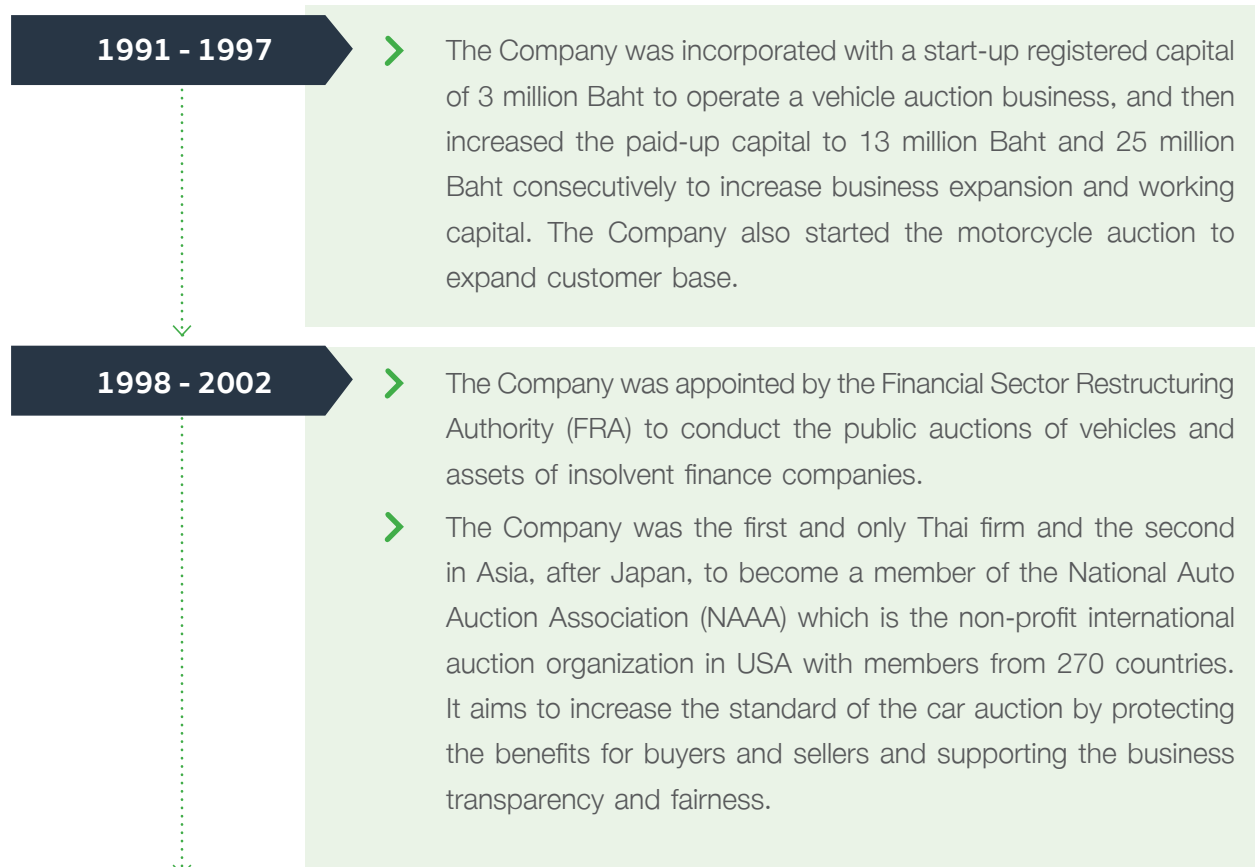 1991 - 1997
The Company was incorporated with a start-up registered capital
of 3 million Baht to operate a vehicle auction business, and then
increased the paid-up capital to 13 million Baht and 25 million
Baht consecutively to increase business expansion and working
capital. The Company also started the motorcycle auction to
expand customer base.
1998 - 2002
The Company was appointed by the Financial Sector Restructuring
Authority (FRA) to conduct the public auctions of vehicles and
assets of insolvent finance companies.
The Company was the first and only Thai firm and the second
in Asia, after Japan, to become a member of the National Auto
Auction Association (NAAA) which is the non-profit international
auction organization in USA with members from 270 countries.
It aims to increase the standard of the car auction by protecting
the benefits for buyers and sellers and supporting the business
transparency and fairness.